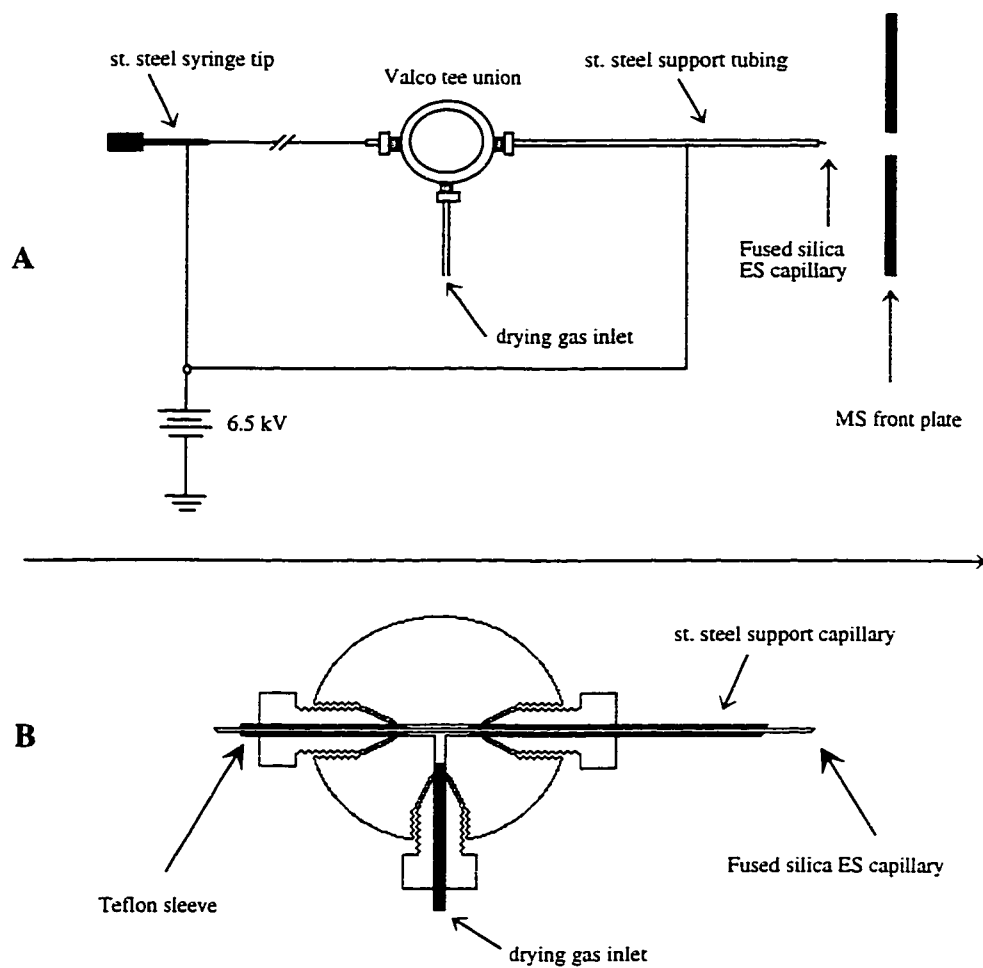 A
st. steel syringe tip
Valco tee union
st. steel support tubing
Fused silica
ES capillary
drying gas inlet
MS front plate
6.5 kV
B
st. steel support capillary
Teflon sleeve
Fused silica ES capillary
drying gas inlet